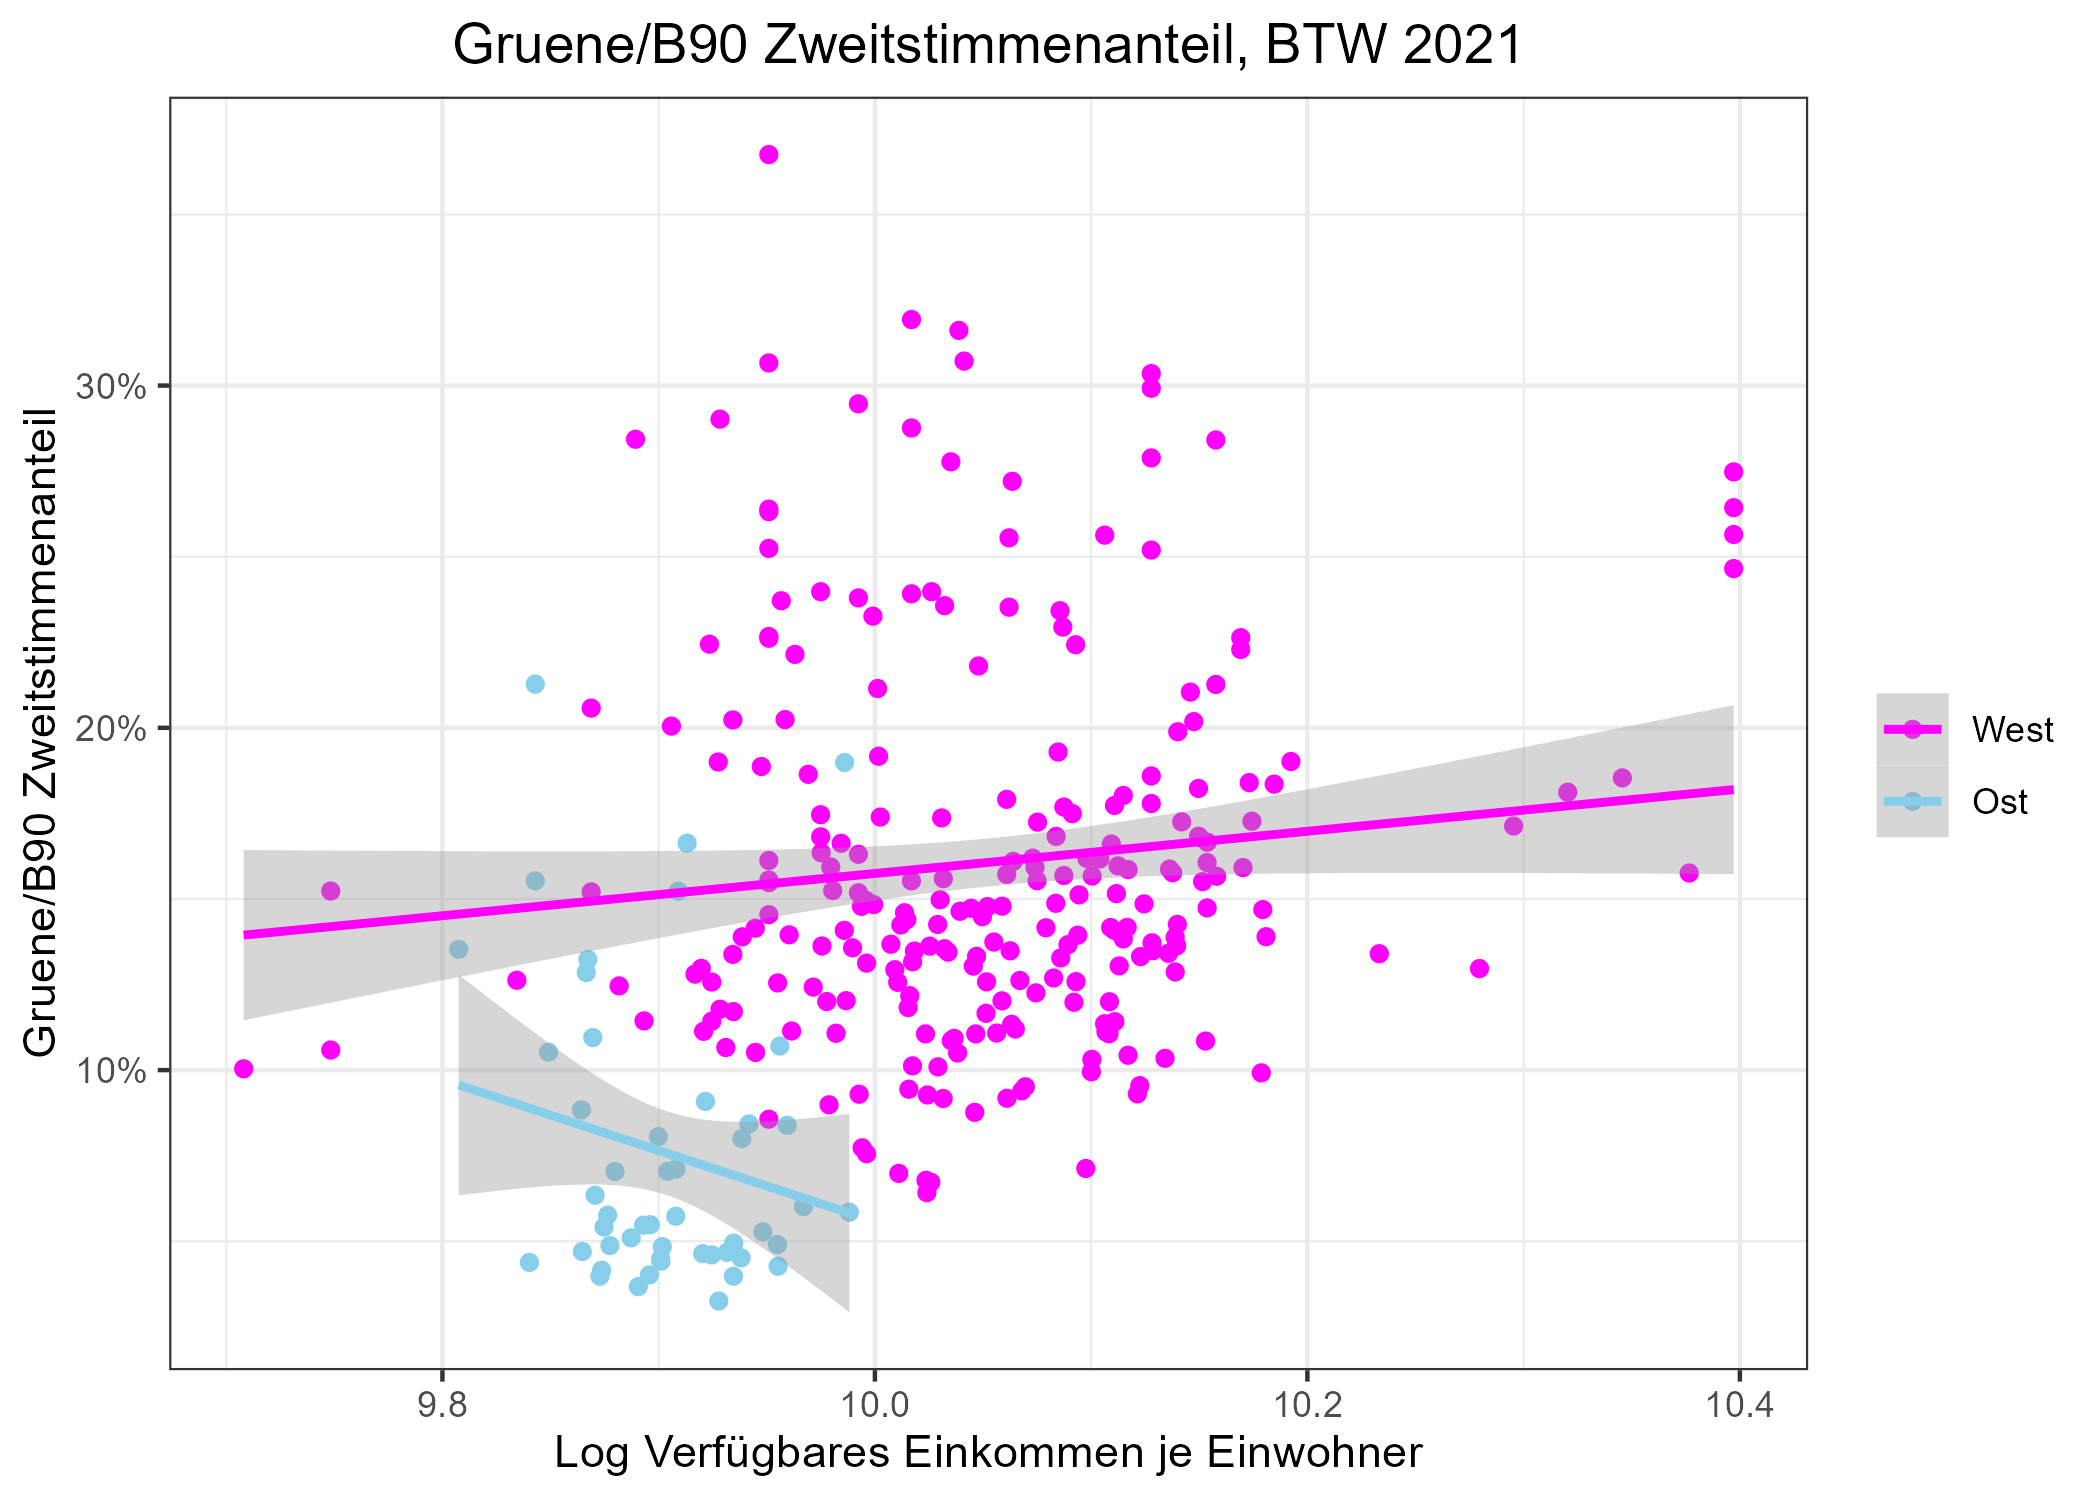 Gruene/B90 Zweitstimmenanteil, BTW 2021
Gruene/B90 Zweitstimmenanteil
30%
20%
10%
9.8
10.0
10.2
10.4
Log Verfügbares Einkommen je Einwohner
West
Ost